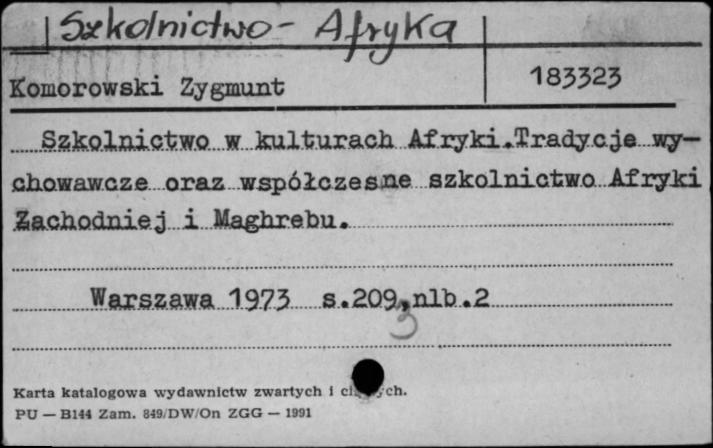 Szkolnictwo - Afryka
Komorowski Zygmunt
183323
Szkolnictwo w kulturach Afryki.Tradycje wy-
chowawcze oraz współczesne szkolnictwo Afryki
Zachodniej i Maghrebu.
Warszawa 1973 s.209,nlb.2
3
Karta katalogowa wydawnictw zwartych i
PU — B144 Zam. 849/DW/On ZGG — 1991